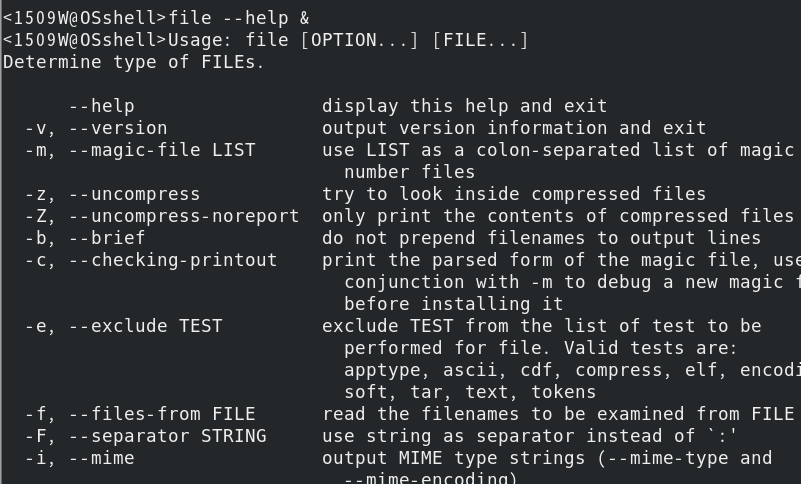 <1509W@OSshell>file --help &
<1509W@OSshell>Usage: file [OPTION...] [FILE...]
Determine type of FILEs.
--help display this help and exit
-v, --version output version information and exit
-m, --magic-file LIST use LIST as a colon-separated list of magic
number files
-z, --uncompress try to look inside compressed files
-Z, --uncompress-noreport only print the contents of compressed files
-b, --brief do not prepend filenames to output lines
-c, --checking-printout print the parsed form of the magic file, use
conjunction with -m to debug a new magic f
before installing it
-e, --exclude TEST exclude TEST from the list of test to be
performed for file. Valid tests are:
apptype, ascii, cdf, compress, elf, encodi
soft, tar, text, tokens
-f, --files-from FILE read the filenames to be examined from FILE
-F, --separator STRING use string as separator instead of `:'
-i, --mime output MIME type strings (--mime-type and
--mime-encoding)